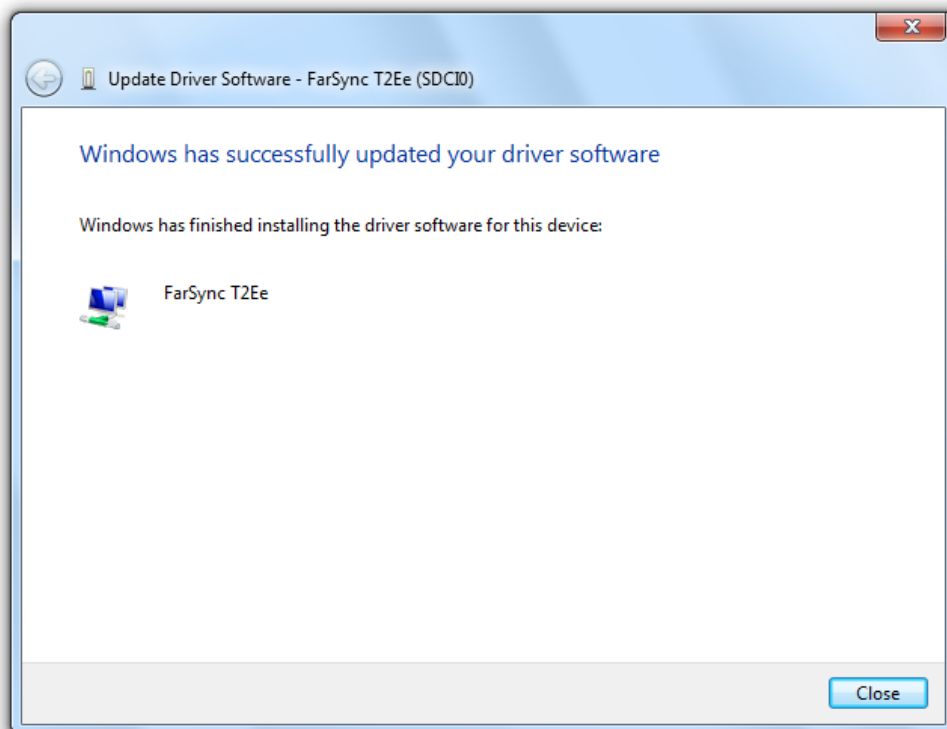 Update Driver Software - FarSync T2Ee (SDCI0)
Windows has successfully updated your driver software
Windows has finished installing the driver software for this device:
FarSync T2Ee
Close